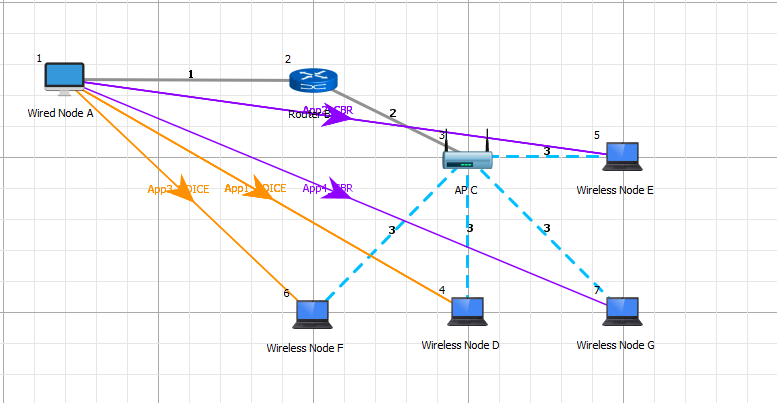 1
2
1
Wired Node A
Router B
App2_CBR
2
3
5
3
AP C
Wireless Node E
App3_VOICE
App1_VOICE
App4_CBR
3
3
3
6
4
7
Wireless Node F
Wireless Node D
Wireless Node G